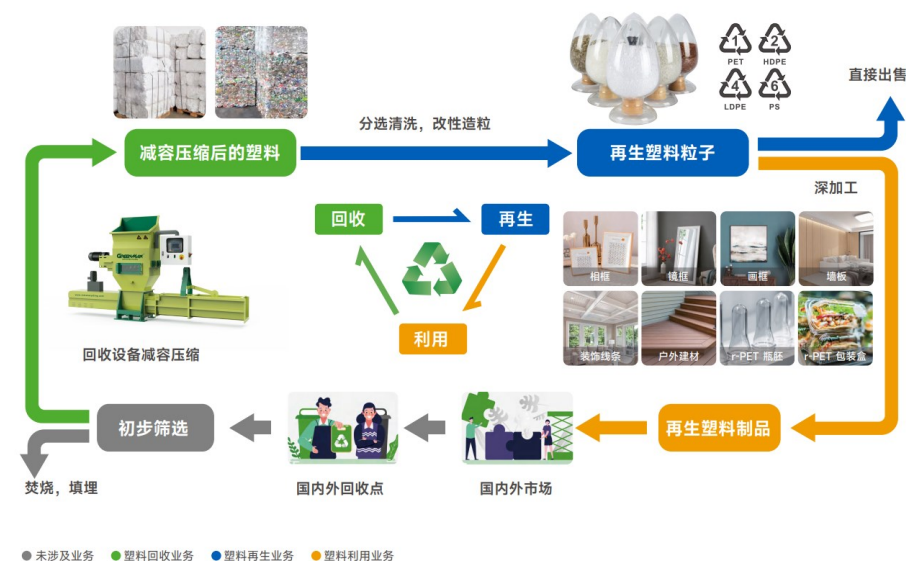 1
PET
2
HDPE
4
LDPE
6
PS
直接出售
分选清洗，改性造粒
减容压缩后的塑料
再生塑料粒子
深加工
回收
再生
利用
Greenmax
相框
镜框
画框
墙板
装饰线条
户外建材
r-PET 瓶胚
r-PET 包装盒
回收设备减容压缩
初步筛选
再生塑料制品
焚烧，填埋
国内外回收点
国内外市场
未涉及业务
塑料回收业务
塑料再生业务
塑料利用业务